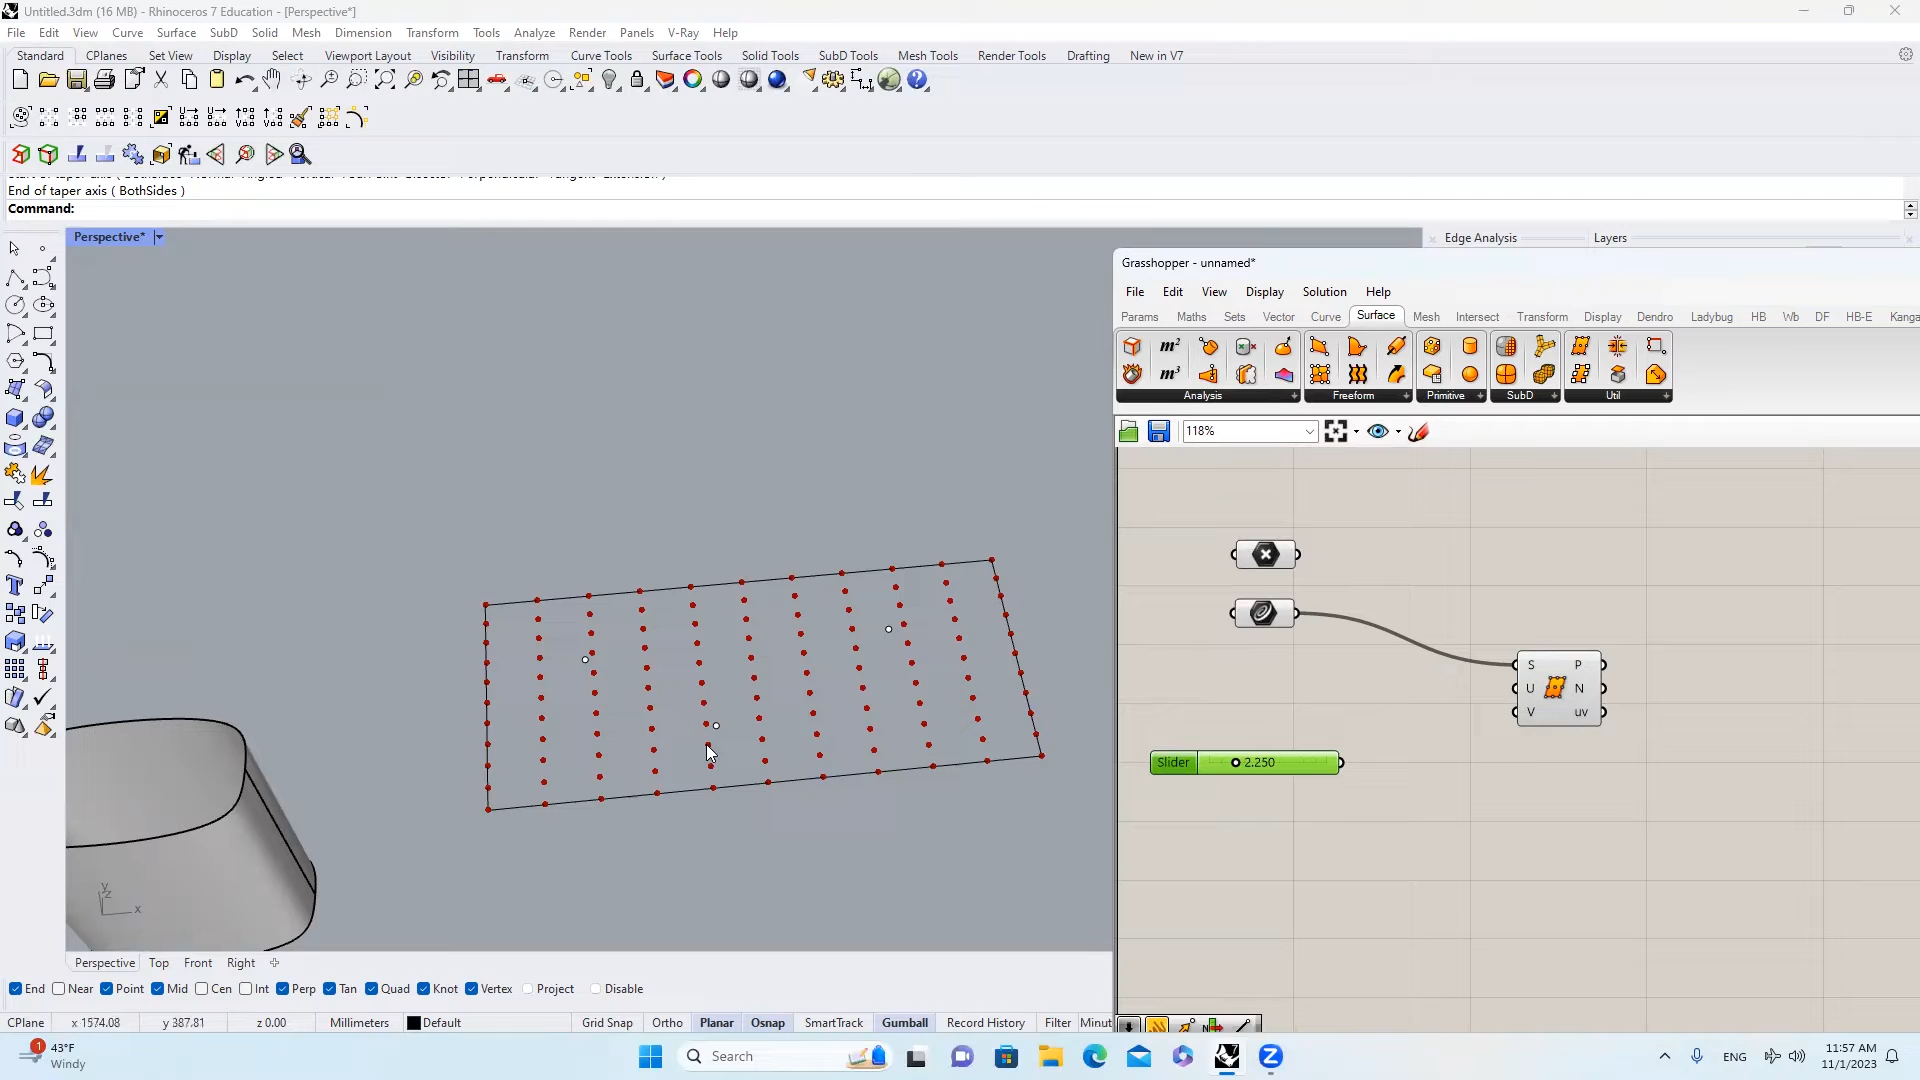 Untitled.3dm (16 MB) - Rhinoceros 7 Education - [Perspective*]
File Edit View Curve Surface SubD Solid Mesh Dimension Transform Tools Analyze Render Panels V-Ray Help
Standard CPlanes Set View Display Select Viewport Layout Visibility Transform Curve Tools Surface Tools Solid Tools SubD Tools Mesh Tools Render Tools Drafting New in V7
End of taper axis ( BothSides )
Command:
Perspective*
Edge Analysis
Layers
Grasshopper - unnamed*
File Edit View Display Solution Help
Params Maths Sets Vector Curve Surface Mesh Intersect Transform Display Dendro Ladybug HB Wb DF HB-E Kanga
m²
m³
Analysis Freeform Primitive SubD Util
118%
S P
U N
V uv
Slider 2.250
y
z
x
Perspective Top Front Right
End Near Point Mid Cen Int Perp Tan Quad Knot Vertex Project Disable
CPlane x 1574.08 y 387.81 z 0.00 Millimeters Default Grid Snap Ortho Planar Osnap SmartTrack Gumball Record History Filter Minut
1
43°F
Windy
Search
ENG
11:57 AM
11/1/2023